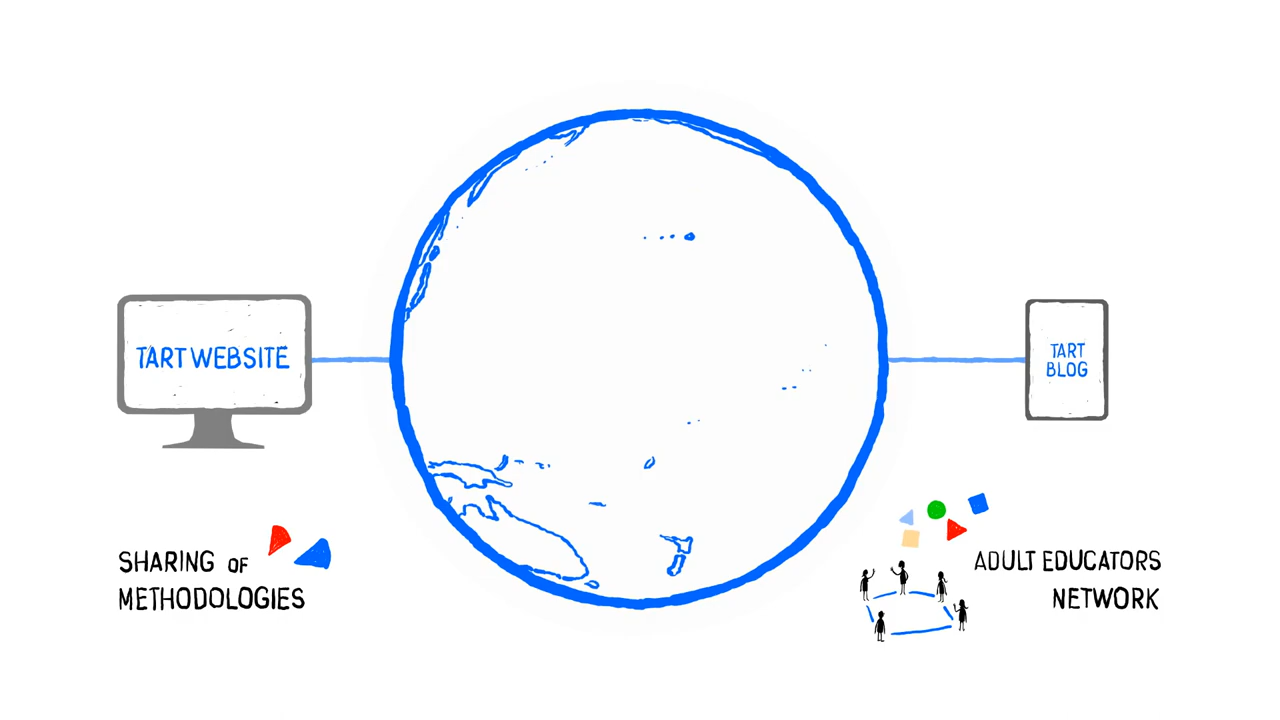 TART WEBSITE
TART
BLOG
SHARING OF
METHODOLOGIES
ADULT EDUCATORS
NETWORK